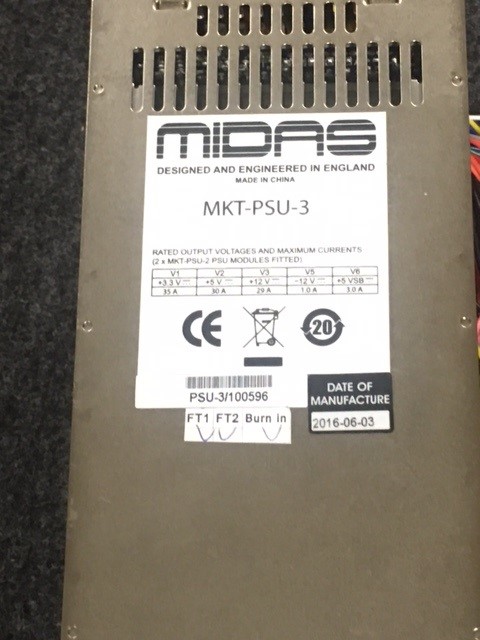 MIDAS
DESIGNED AND ENGINEERED IN ENGLAND
MADE IN CHINA
MKT-PSU-3
RATED OUTPUT VOLTAGES AND MAXIMUM CURRENTS
(2 x MKT-PSU-2 PSU MODULES FITTED)
V1 V2 V3 V5 V6
+3.3 V⎓ +5 V⎓ +12 V⎓ −12 V⎓ +5 VSB⎓
35 A 30 A 29 A 1.0 A 3.0 A
CE 20
PSU-3/100596
DATE OF
MANUFACTURE
2016-06-03
FT1 FT2 Burn in